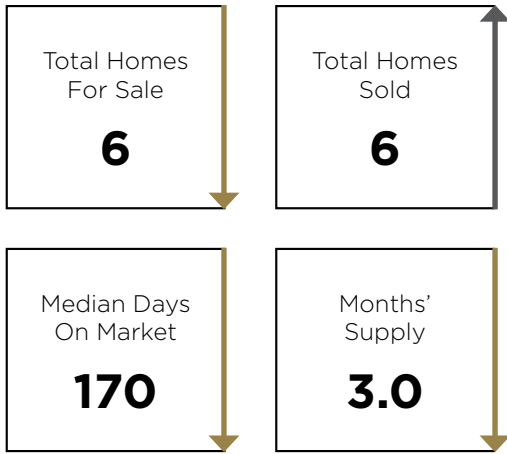 Total Homes
For Sale
6
Total Homes
Sold
6
Median Days
On Market
170
Months’
Supply
3.0